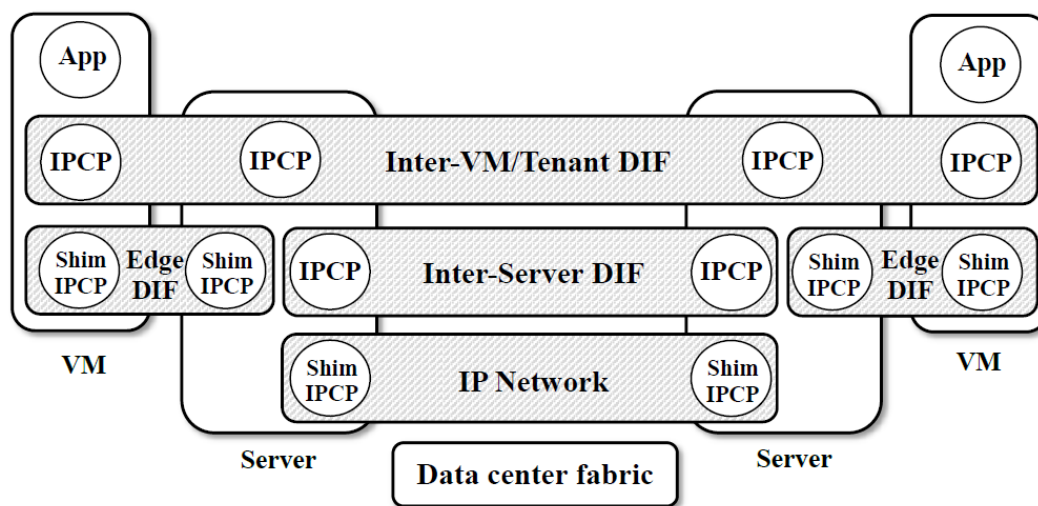 App
App
IPCP
IPCP
Inter-VM/Tenant DIF
IPCP
IPCP
Shim
IPCP
Edge
DIF
Shim
IPCP
IPCP
Inter-Server DIF
IPCP
Shim
IPCP
Edge
DIF
Shim
IPCP
VM
Shim
IPCP
IP Network
Shim
IPCP
VM
Server
Data center fabric
Server